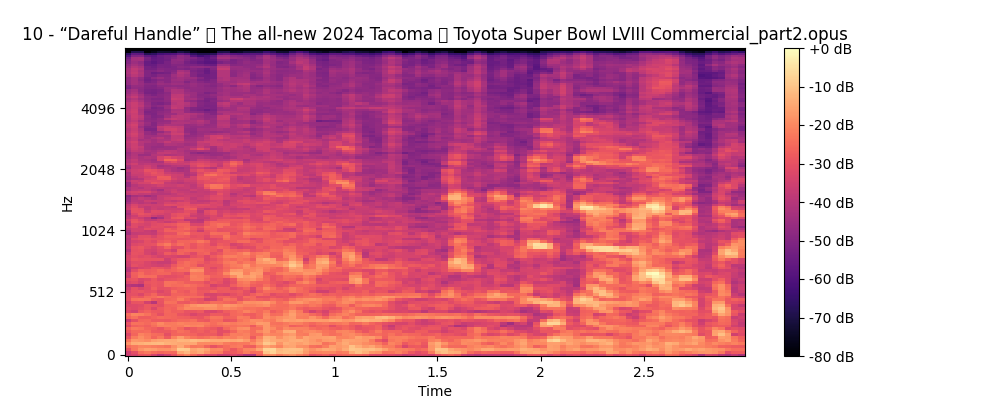 10 - “Dareful Handle” ▯ The all-new 2024 Tacoma ▯ Toyota Super Bowl LVIII Commercial_part2.opus
Hz
4096
2048
1024
512
0
0 0.5 1 1.5 2 2.5
Time
+0 dB
-10 dB
-20 dB
-30 dB
-40 dB
-50 dB
-60 dB
-70 dB
-80 dB